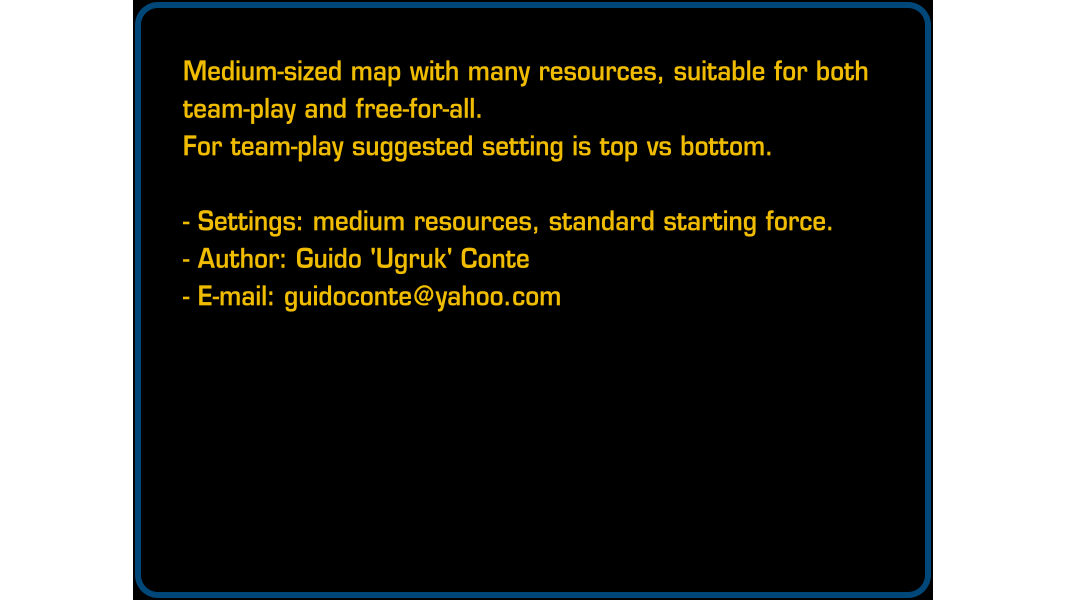 Medium-sized map with many resources, suitable for both
team-play and free-for-all.
For team-play suggested setting is top vs bottom.
- Settings: medium resources, standard starting force.
- Author: Guido 'Ugruk' Conte
- E-mail: guidoconte@yahoo.com